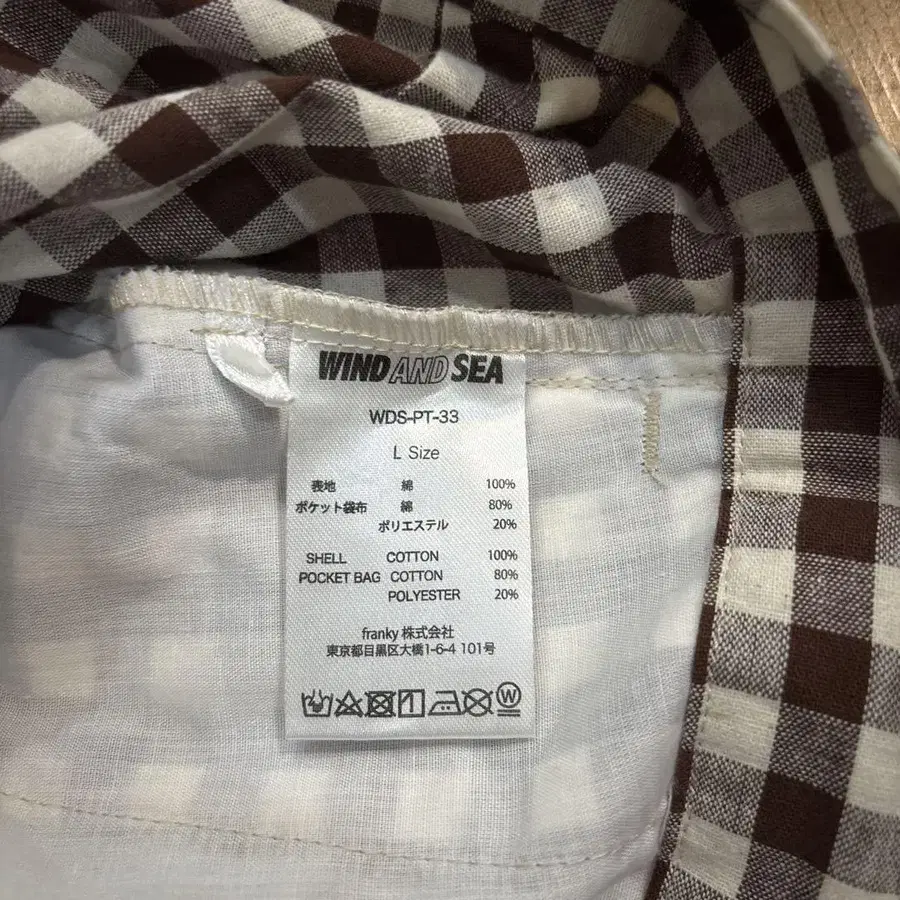 WIND AND SEA
WDS-PT-33
L Size
表地 綿 100%
ポケット袋布 綿 80%
ポリエステル 20%
SHELL COTTON 100%
POCKET BAG COTTON 80%
POLYESTER 20%
franky 株式会社
東京都目黒区大橋1-6-4 101号
W